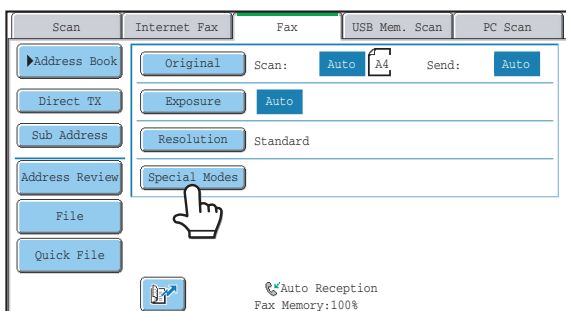 Scan Internet Fax Fax USB Mem. Scan PC Scan
Address Book Original Scan: Auto A4 Send: Auto
Direct TX Exposure Auto
Sub Address Resolution Standard
Address Review Special Modes
File
Quick File
Auto Reception
Fax Memory:100%